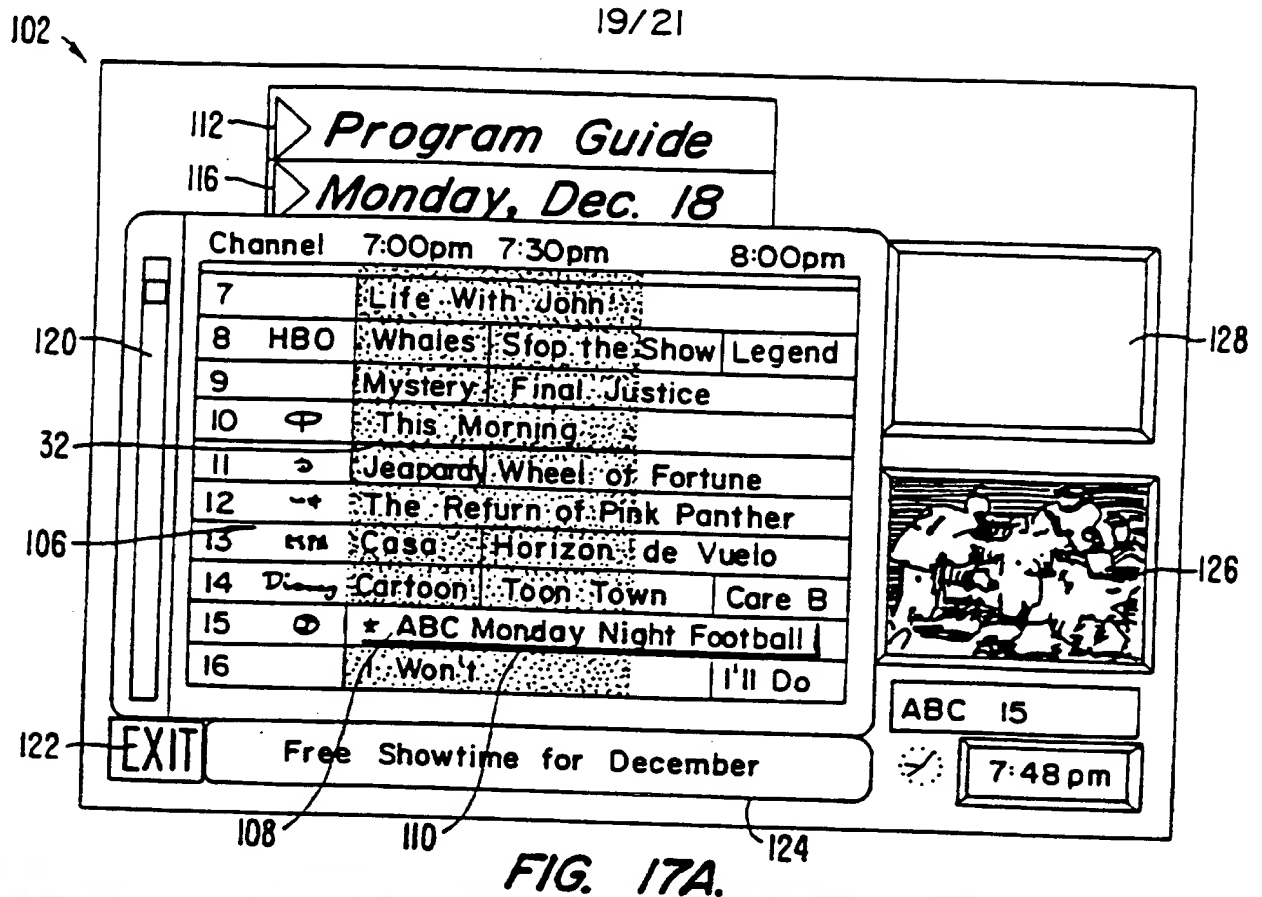 19/21
102
112 Program Guide
116 Monday, Dec. 18
Channel 7:00pm 7:30pm 8:00pm
7 Life With John
8 HBO Whales Stop the Show Legend
120 128
9 Mystery Final Justice
10 This Morning
32
11 Jeapardy Wheel of Fortune
12 The Return of Pink Panther
106
13 Casa Horizon de Vuelo
126
14 Cartoon Toon Town Care B
15 * ABC Monday Night Football
16 I Won't I'll Do
ABC 15
122 EXIT Free Showtime for December 7:48pm
108 110 124
FIG. 17A.